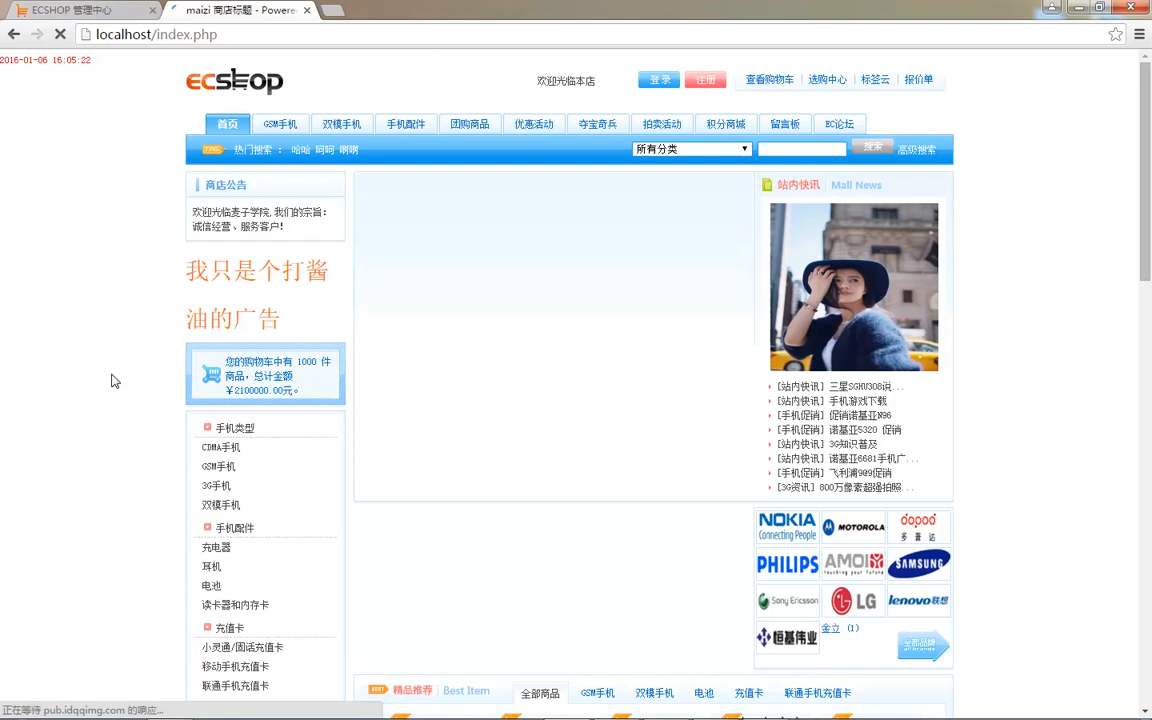 ECSHOP 管理中心
maizi 商店标题 - Powere
localhost/index.php
2016-01-06 16:05:22
ECSHOP
欢迎光临本店
登录 注册
查看购物车 选购中心 标签云 报价单
首页 GSM手机 双模手机 手机配件 团购商品 优惠活动 夺宝奇兵 拍卖活动 积分商城 留言板 EC论坛
热门搜索 : 哈哈 呵呵 啊啊
所有分类 搜索 高级搜索
商店公告
欢迎光临麦子学院,我们的宗旨:
诚信经营、服务客户!
我只是个打酱
油的广告
您的购物车中有 1000 件
商品，总计金额
￥2100000.00元。
手机类型
CDMA手机
GSM手机
3G手机
双模手机
手机配件
充电器
耳机
电池
读卡器和内存卡
充值卡
小灵通/固话充值卡
移动手机充值卡
联通手机充值卡
站内快讯 Mall News
[站内快讯] 三星SGHU308说...
[站内快讯] 手机游戏下载
[手机促销] 促销诺基亚N96
[手机促销] 诺基亚5320 促销
[站内快讯] 3G知识普及
[站内快讯] 诺基亚6681手机广...
[手机促销] 飞利浦9@9促销
[3G资讯] 800万像素超强拍照...
NOKIA
Connecting People
MOTOROLA
dopod
多普达
PHILIPS
AMOI
SAMSUNG
Sony Ericsson
LG
lenovo联想
恒基伟业
金立 (1)
全部品牌
BEST 精品推荐 Best Item
全部商品 GSM手机 双模手机 电池 充值卡 联通手机充值卡
正在等待 pub.idqqimg.com 的响应...